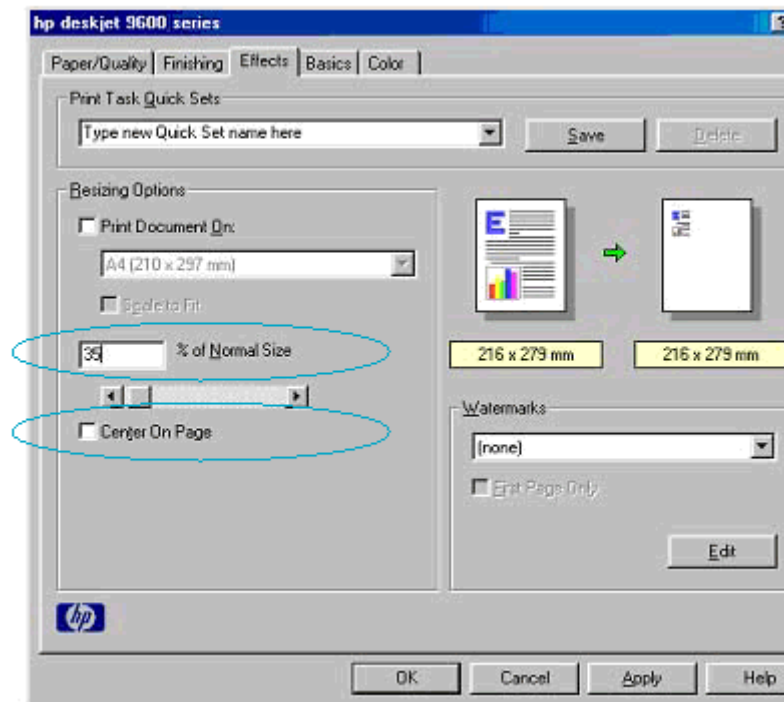 hp deskjet 9600 series
?
Paper/Quality Finishing Effects Basics Color
Print Task Quick Sets
Type new Quick Set name here
Save
Delete
Resizing Options
Print Document On:
A4 (210 x 297 mm)
Scale to Fit
35 % of Normal Size
Center On Page
E
216 x 279 mm
216 x 279 mm
Watermarks
(none)
First Page Only
Edit
hp
OK Cancel Apply Help